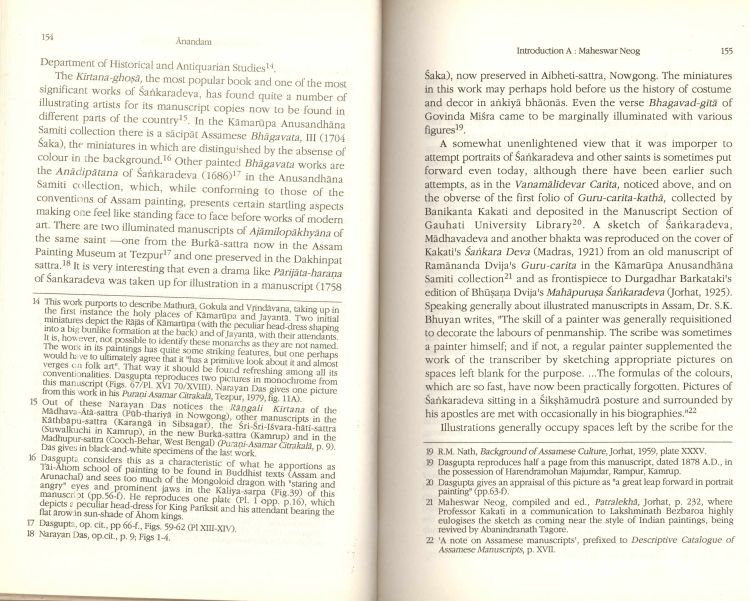 154
Ānandam
Department of Historical and Antiquarian Studies¹⁴.
The Kīrtana-ghoṣā, the most popular book and one of the most
significant works of Śaṅkaradeva, has found quite a number of
illustrating artists for its manuscript copies now to be found in
different parts of the country¹⁵. In the Kāmarūpa Anusandhāna
Samiti collection there is a sācīpāt Assamese Bhāgavata, III (1704
Śaka), the miniatures in which are distinguished by the absense of
colour in the background.¹⁶ Other painted Bhāgavata works are
the Anādipātana of Śaṅkaradeva (1686)¹⁷ in the Anusandhāna
Samiti collection, which, while conforming to those of the
conventions of Assam painting, presents certain startling aspects
making one feel like standing face to face before works of modern
art. There are two illuminated manuscripts of Ajāmilopākhyāna of
the same saint —one from the Burkā-sattra now in the Assam
Painting Museum at Tezpur¹⁷ and one preserved in the Dakhinpat
sattra.¹⁸ It is very interesting that even a drama like Pārijāta-haraṇa
of Śankaradeva was taken up for illustration in a manuscript (1758
14 This work purports to describe Mathurā, Gokula and Vṛindāvana, taking up in
the first instance the holy places of Kāmarūpa and Jayantā. Two initial
miniatures depict the Rājās of Kāmarūpa (with the peculiar head-dress shaping
into a big bunlike formation at the back) and of Jayantā, with their attendants.
It is, however, not possible to identify these monarchs as they are not named.
The work in its paintings has quite some striking features, but one perhaps
would have to ultimately agree that it "has a primitive look about it and almost
verges on folk art". That way it should be found refreshing among all its
conventionalities. Dasgupta reproduces two pictures in monochrome from
this manuscript (Figs. 67/Pl. XVI 70/XVIII). Narayan Das gives one picture
from this work in his Puraṇi Asamar Citrakalā, Tezpur, 1979, fig. 11A).
15 Out of these Narayan Das notices the Rāngali Kīrtana of the
Mādhava-Ātā-sattra (Pūb-thariyā in Nowgong), other manuscripts in the
Kāthbāpu-sattra (Karangā in Sibsagar), the Śri-Śri-Īśvara-hāri-sattra
(Suwalkuchi in Kamrup), in the new Burkā-sattra (Kamrup) and in the
Madhupur-sattra (Cooch-Behar, West Bengal) (Puraṇi-Asamar Citrakalā, p. 9).
Das gives in black-and-white specimens of the last work.
16 Dasgupta considers this as a characteristic of what he apportions as
Tāi-Āhom school of painting to be found in Buddhist texts (Assam and
Arunachal) and sees too much of the Mongoloid dragon with "staring and
angry" eyes and prominent jaws in the Kāliya-sarpa (Fig.39) of this
manuscript (pp.56-f). He reproduces one plate (Pl. 1 opp. p.16), which
depicts a peculiar head-dress for King Parīksit and his attendant bearing the
flat ārow in sun-shade of Āhom kings.
17 Dasgupta, op. cit., pp 66-f., Figs. 59-62 (Pl XIII-XIV).
18 Narayan Das, op.cit., p. 9; Figs 1-4.
Introduction A : Maheswar Neog
155
Śaka), now preserved in Aibheti-sattra, Nowgong. The miniatures
in this work may perhaps hold before us the history of costume
and decor in aṅkiyā bhāonās. Even the verse Bhagavad-gītā of
Govinda Miśra came to be marginally illuminated with various
figures¹⁹.
A somewhat unenlightened view that it was imporper to
attempt portraits of Śaṅkaradeva and other saints is sometimes put
forward even today, although there have been earlier such
attempts, as in the Vanamālīdevar Carita, noticed above, and on
the obverse of the first folio of Guru-carita-kathā, collected by
Banikanta Kakati and deposited in the Manuscript Section of
Gauhati University Library²⁰. A sketch of Śaṅkaradeva,
Mādhavadeva and another bhakta was reproduced on the cover of
Kakati's Śaṅkara Deva (Madras, 1921) from an old manuscript of
Ramānanda Dvija's Guru-carita in the Kāmarūpa Anusandhāna
Samiti collection²¹ and as frontispiece to Durgadhar Barkataki's
edition of Bhūṣaṇa Dvija's Mahāpuruṣa Śaṅkaradeva (Jorhat, 1925).
Speaking generally about illustrated manuscripts in Assam, Dr. S.K.
Bhuyan writes, "The skill of a painter was generally requisitioned
to decorate the labours of penmanship. The scribe was sometimes
a painter himself; and if not, a regular painter supplemented the
work of the transcriber by sketching appropriate pictures on
spaces left blank for the purpose. ...The formulas of the colours,
which are so fast, have now been practically forgotten. Pictures of
Śaṅkaradeva sitting in a Śikṣhāmudrā posture and surrounded by
his apostles are met with occasionally in his biographies."²²
Illustrations generally occupy spaces left by the scribe for the
19 R.M. Nath, Background of Assamese Culture, Jorhat, 1959, plate XXXV.
19 Dasgupta reproduces half a page from this manuscript, dated 1878 A.D., in
the possession of Harendramohan Majumdar, Rampur, Kamrup.
20 Dasgupta gives an appraisal of this picture as "a great leap forward in portrait
painting" (pp.63-f).
21 Maheswar Neog, compiled and ed., Patralekhā, Jorhat, p. 232, where
Professor Kakati in a communication to Lakshminath Bezbaroa highly
eulogises the sketch as coming near the style of Indian paintings, being
revived by Abanindranath Tagore.
22 'A note on Assamese manuscripts', prefixed to Descriptive Catalogue of
Assamese Manuscripts, p. XVII.